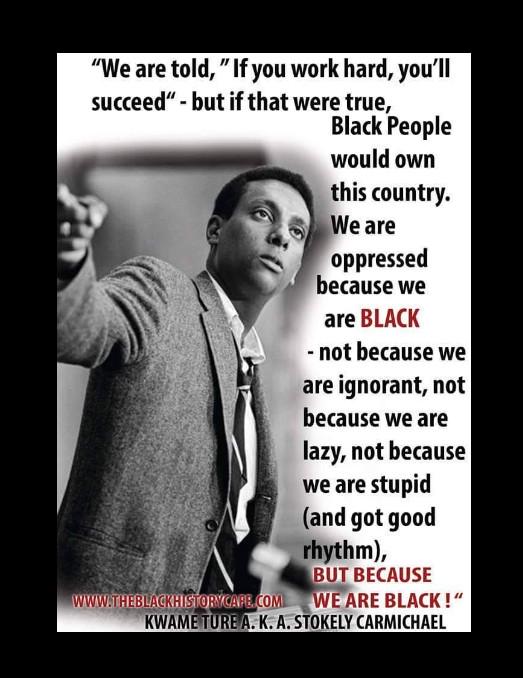 “We are told, ” If you work hard, you’ll
succeed“ - but if that were true,
Black People
would own
this country.
We are
oppressed
because we
are BLACK
- not because we
are ignorant, not
because we are
lazy, not because
we are stupid
(and got good
rhythm),
BUT BECAUSE
WE ARE BLACK ! “
WWW.THEBLACKHISTORYCAFE.COM
KWAME TURE A. K. A. STOKELY CARMICHAEL